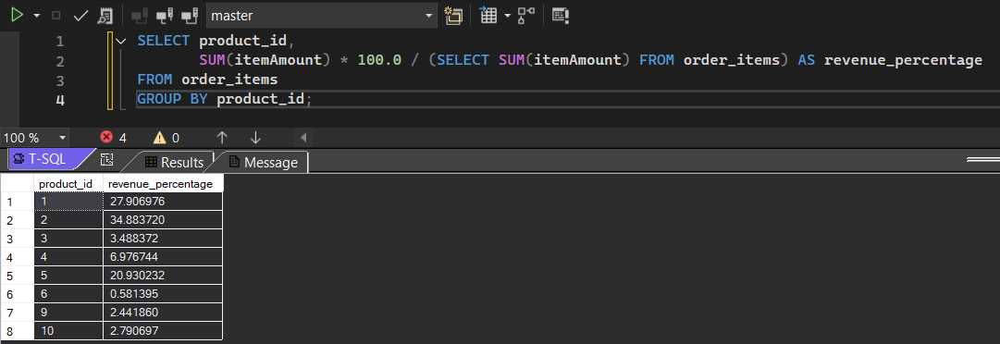 master
1 SELECT product_id,
2 SUM(itemAmount) * 100.0 / (SELECT SUM(itemAmount) FROM order_items) AS revenue_percentage
3 FROM order_items
4 GROUP BY product_id;
100 % 4 0
T-SQL Results Message
product_id revenue_percentage
1 1 27.906976
2 2 34.883720
3 3 3.488372
4 4 6.976744
5 5 20.930232
6 6 0.581395
7 9 2.441860
8 10 2.790697